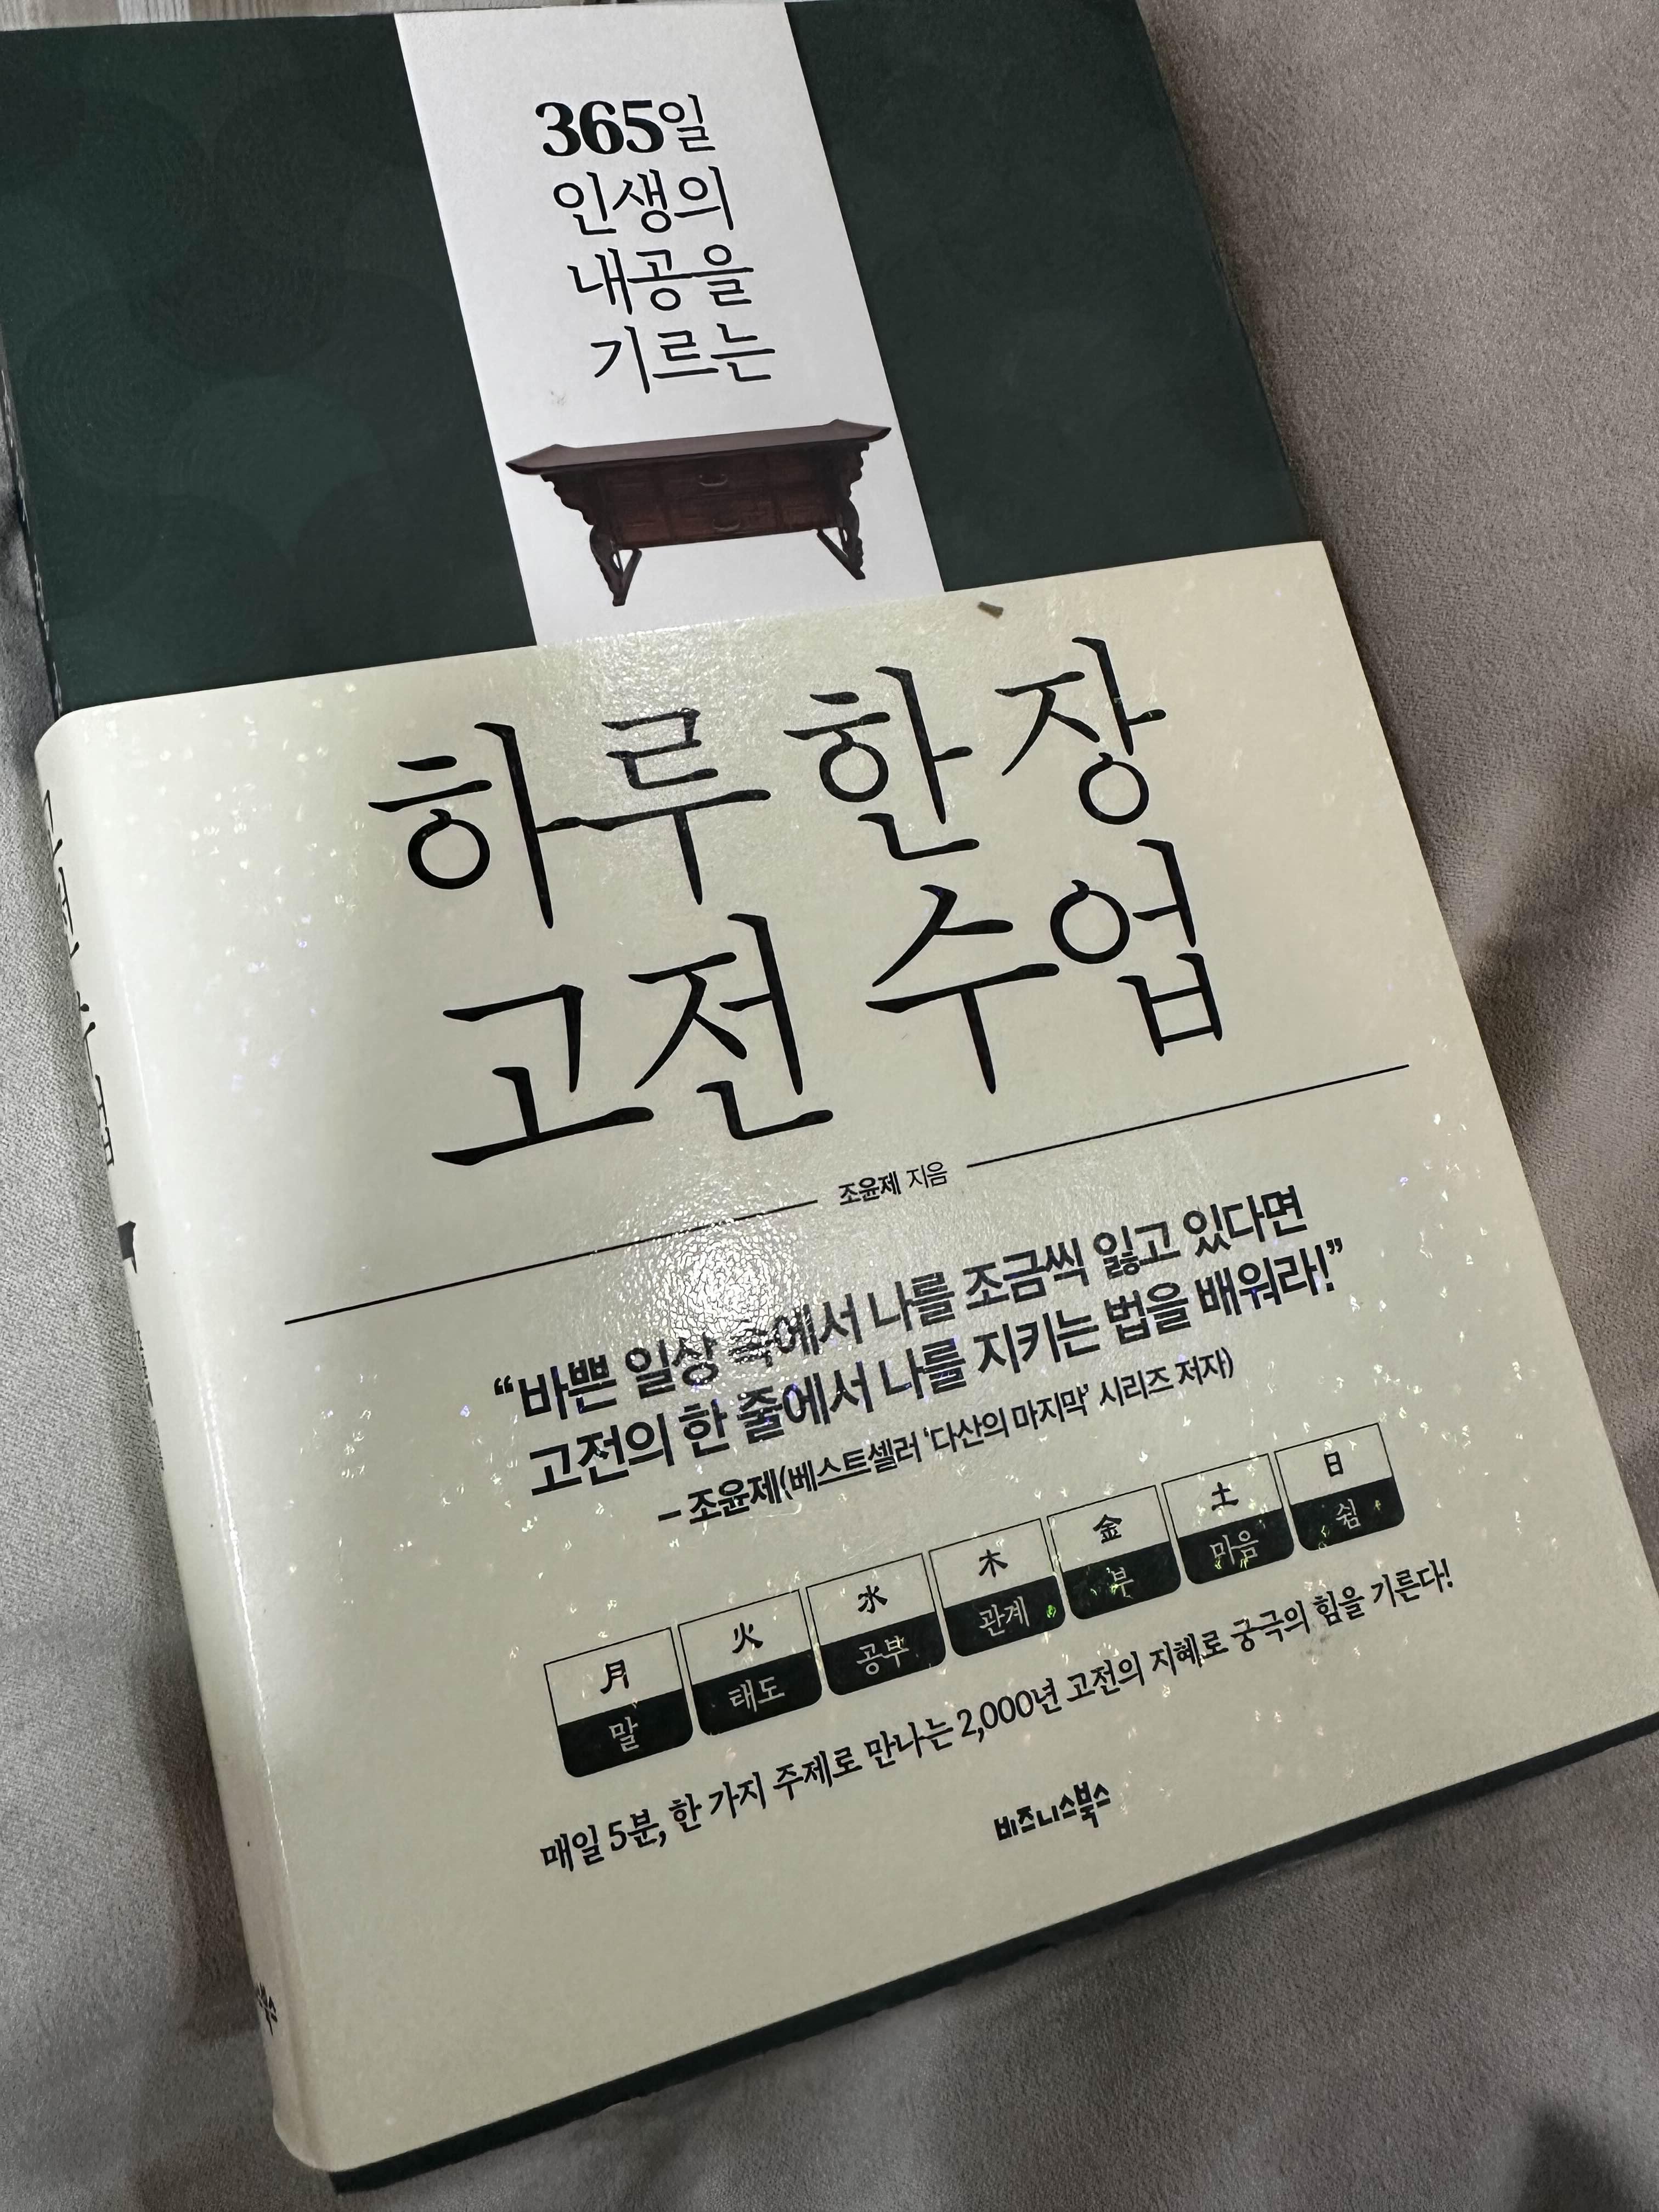 365일
인생의
내공을
기르는
하루 한 장
고전 수업
조윤제 지음
“바쁜 일상 속에서 나를 조금씩 잃고 있다면
고전의 한 줄에서 나를 지키는 법을 배워라!”
– 조윤제(베스트셀러 ‘다산의 마지막’ 시리즈 저자)
月 火 水 木 金 土 日
말 태도 공부 관계 부 마음 쉼
매일 5분, 한 가지 주제로 만나는 2,000년 고전의 지혜로 궁극의 힘을 기른다!
비즈니스북스